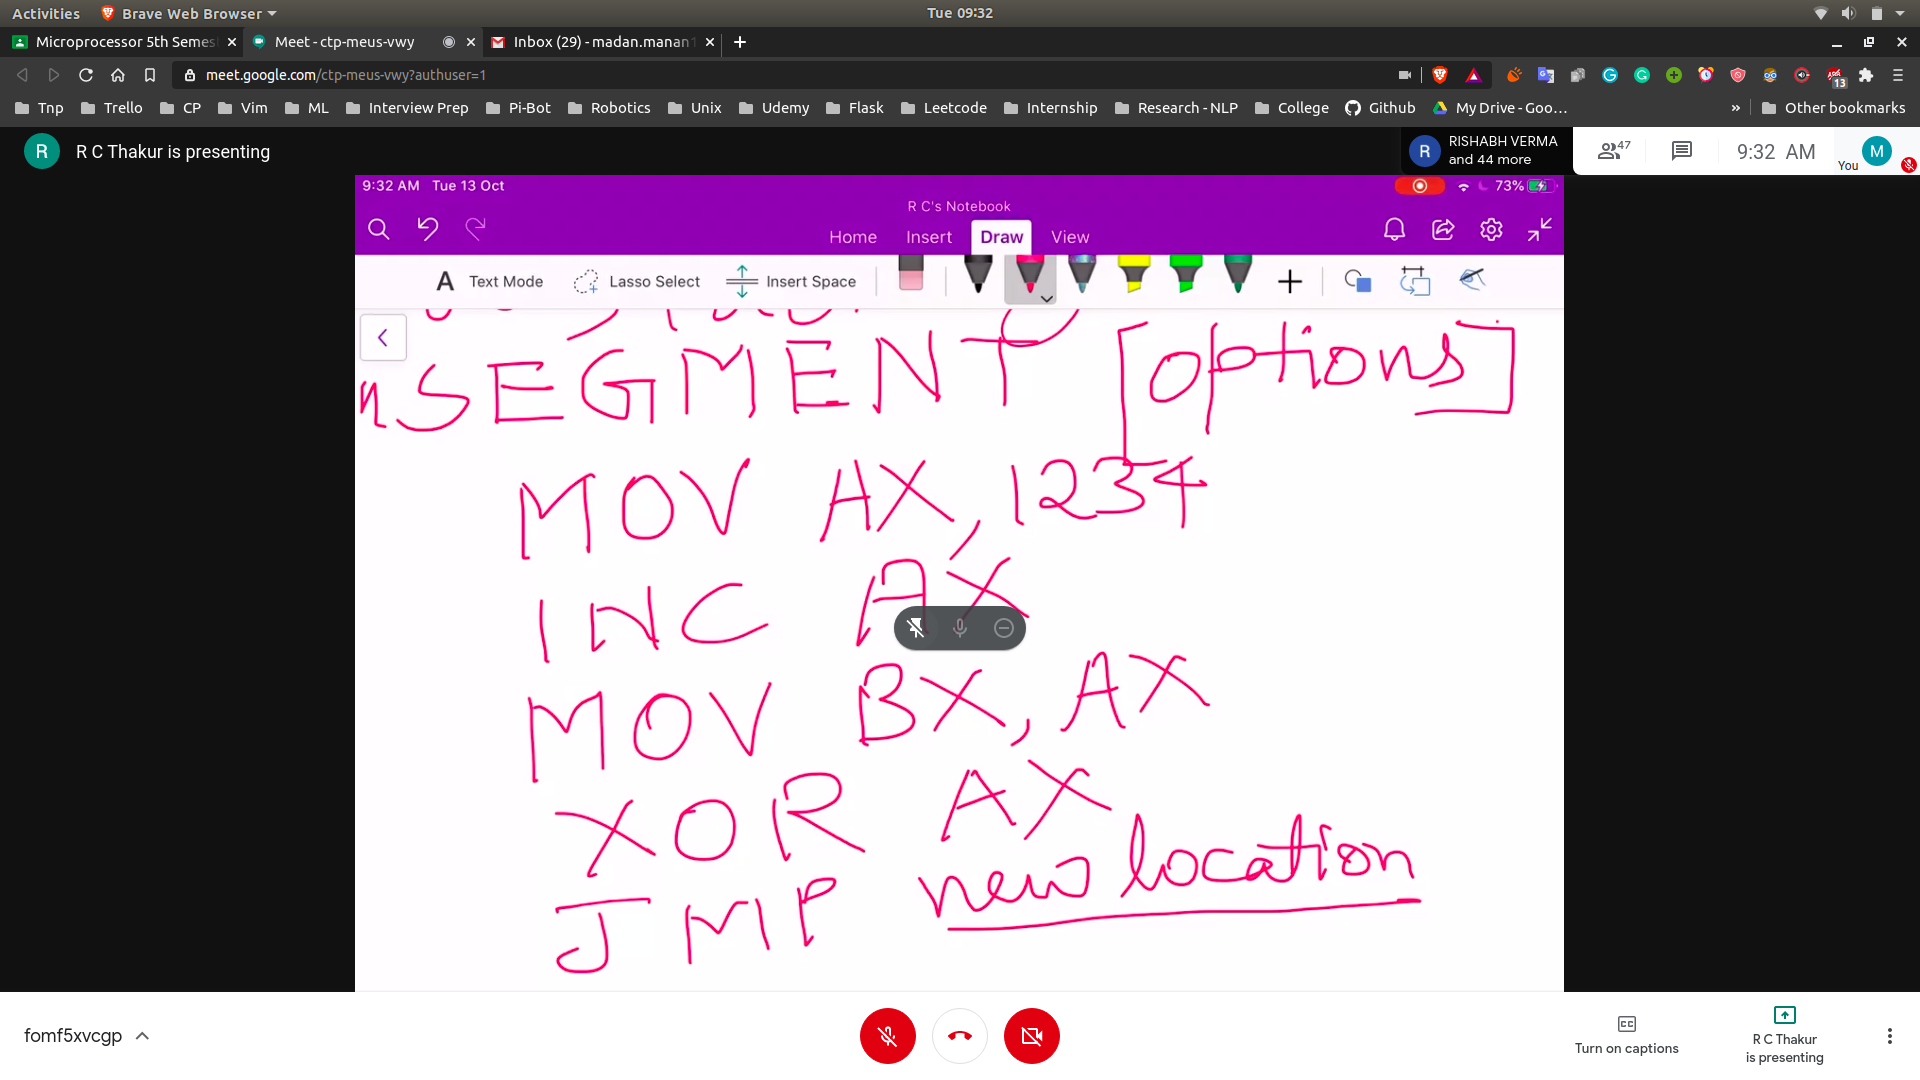 Activities Brave Web Browser Tue 09:32
Microprocessor 5th Semes Meet - ctp-meus-vwy Inbox (29) - madan.manan1
meet.google.com/ctp-meus-vwy?authuser=1 13
Tnp Trello CP Vim ML Interview Prep Pi-Bot Robotics Unix Udemy Flask Leetcode Internship Research - NLP College Github My Drive - Goo… » Other bookmarks
R R C Thakur is presenting
R RISHABH VERMA
and 44 more
47 9:32 AM You M
9:32 AM Tue 13 Oct 73%
R C's Notebook
Home Insert Draw View
A Text Mode Lasso Select Insert Space
SEGMENT [options]
MOV AX, 1234
INC AX
MOV BX, AX
XOR AX
JMP new location
fomf5xvcgp
CC
Turn on captions
R C Thakur
is presenting